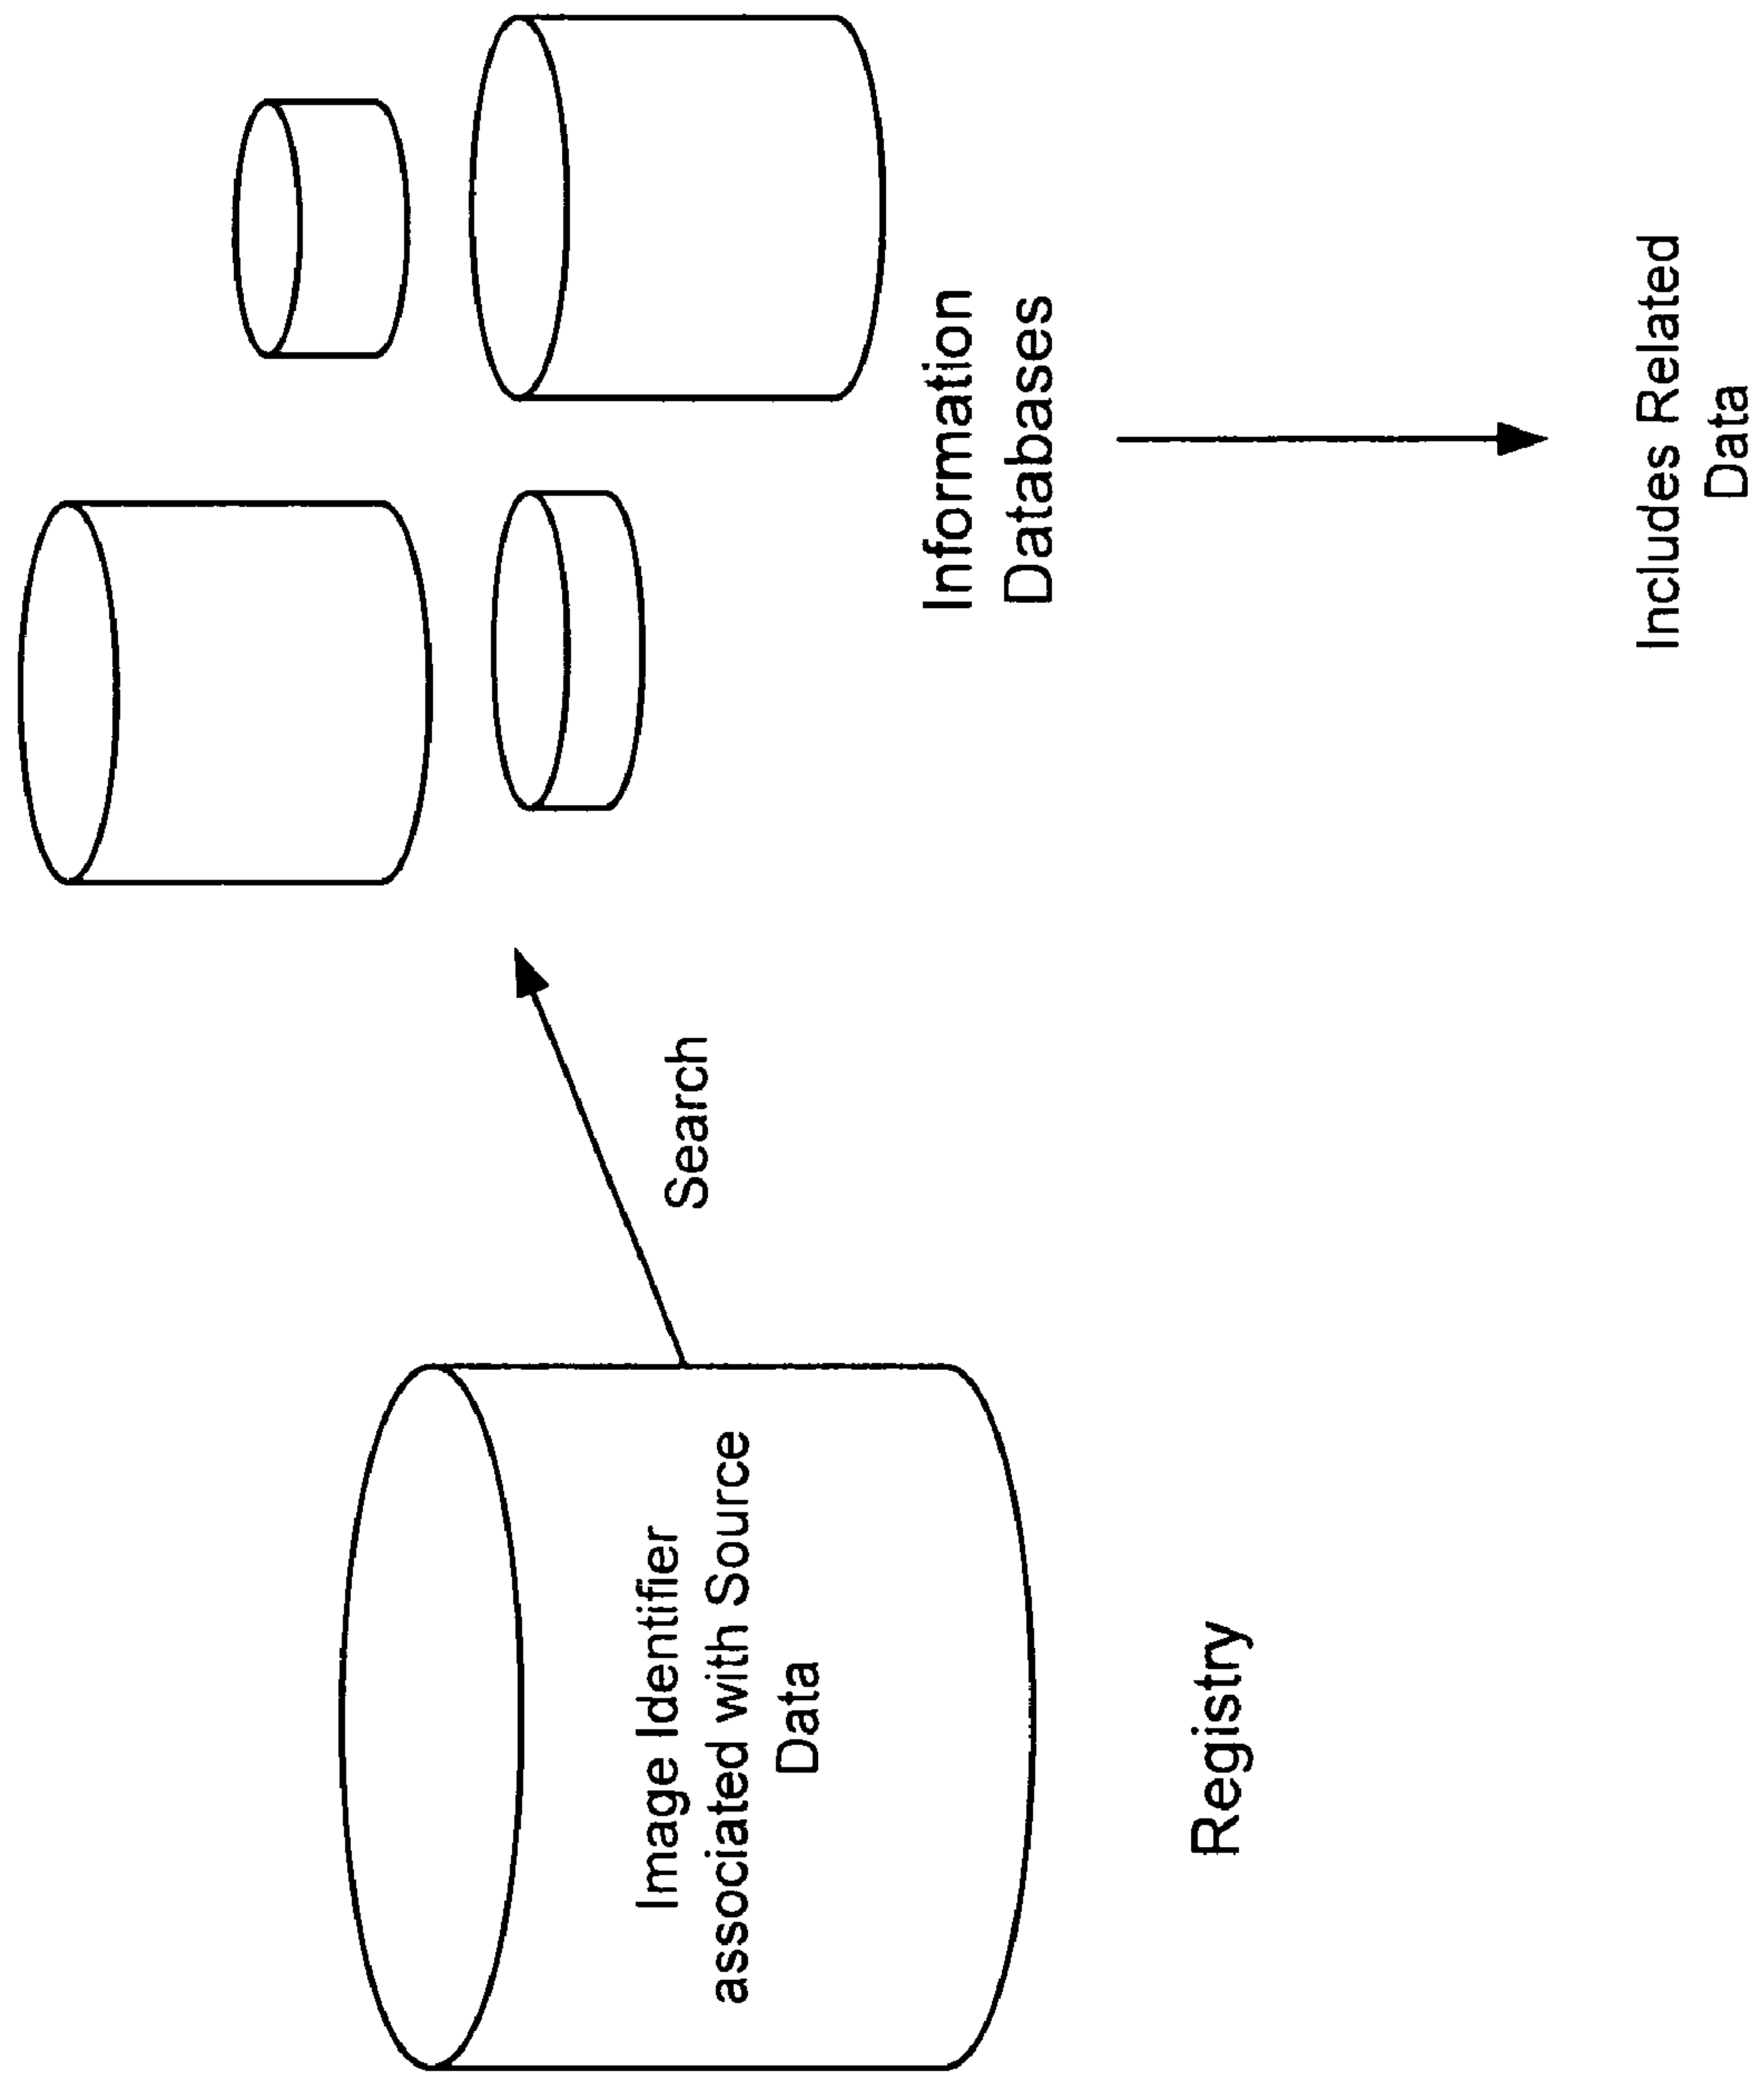 Image Identifier
associated with Source
Data
Registry
Search
Information
Databases
Includes Related
Data